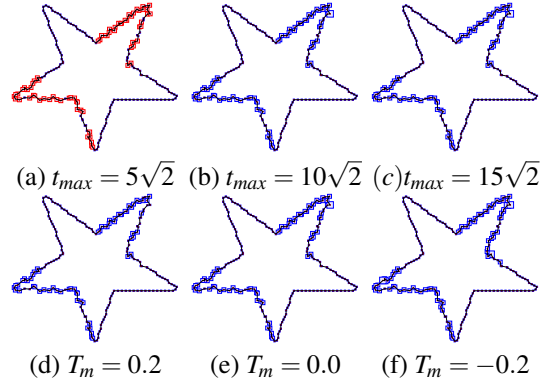 (a) t_max = 5√2 (b) t_max = 10√2 (c)t_max = 15√2
(d) T_m = 0.2 (e) T_m = 0.0 (f) T_m = −0.2